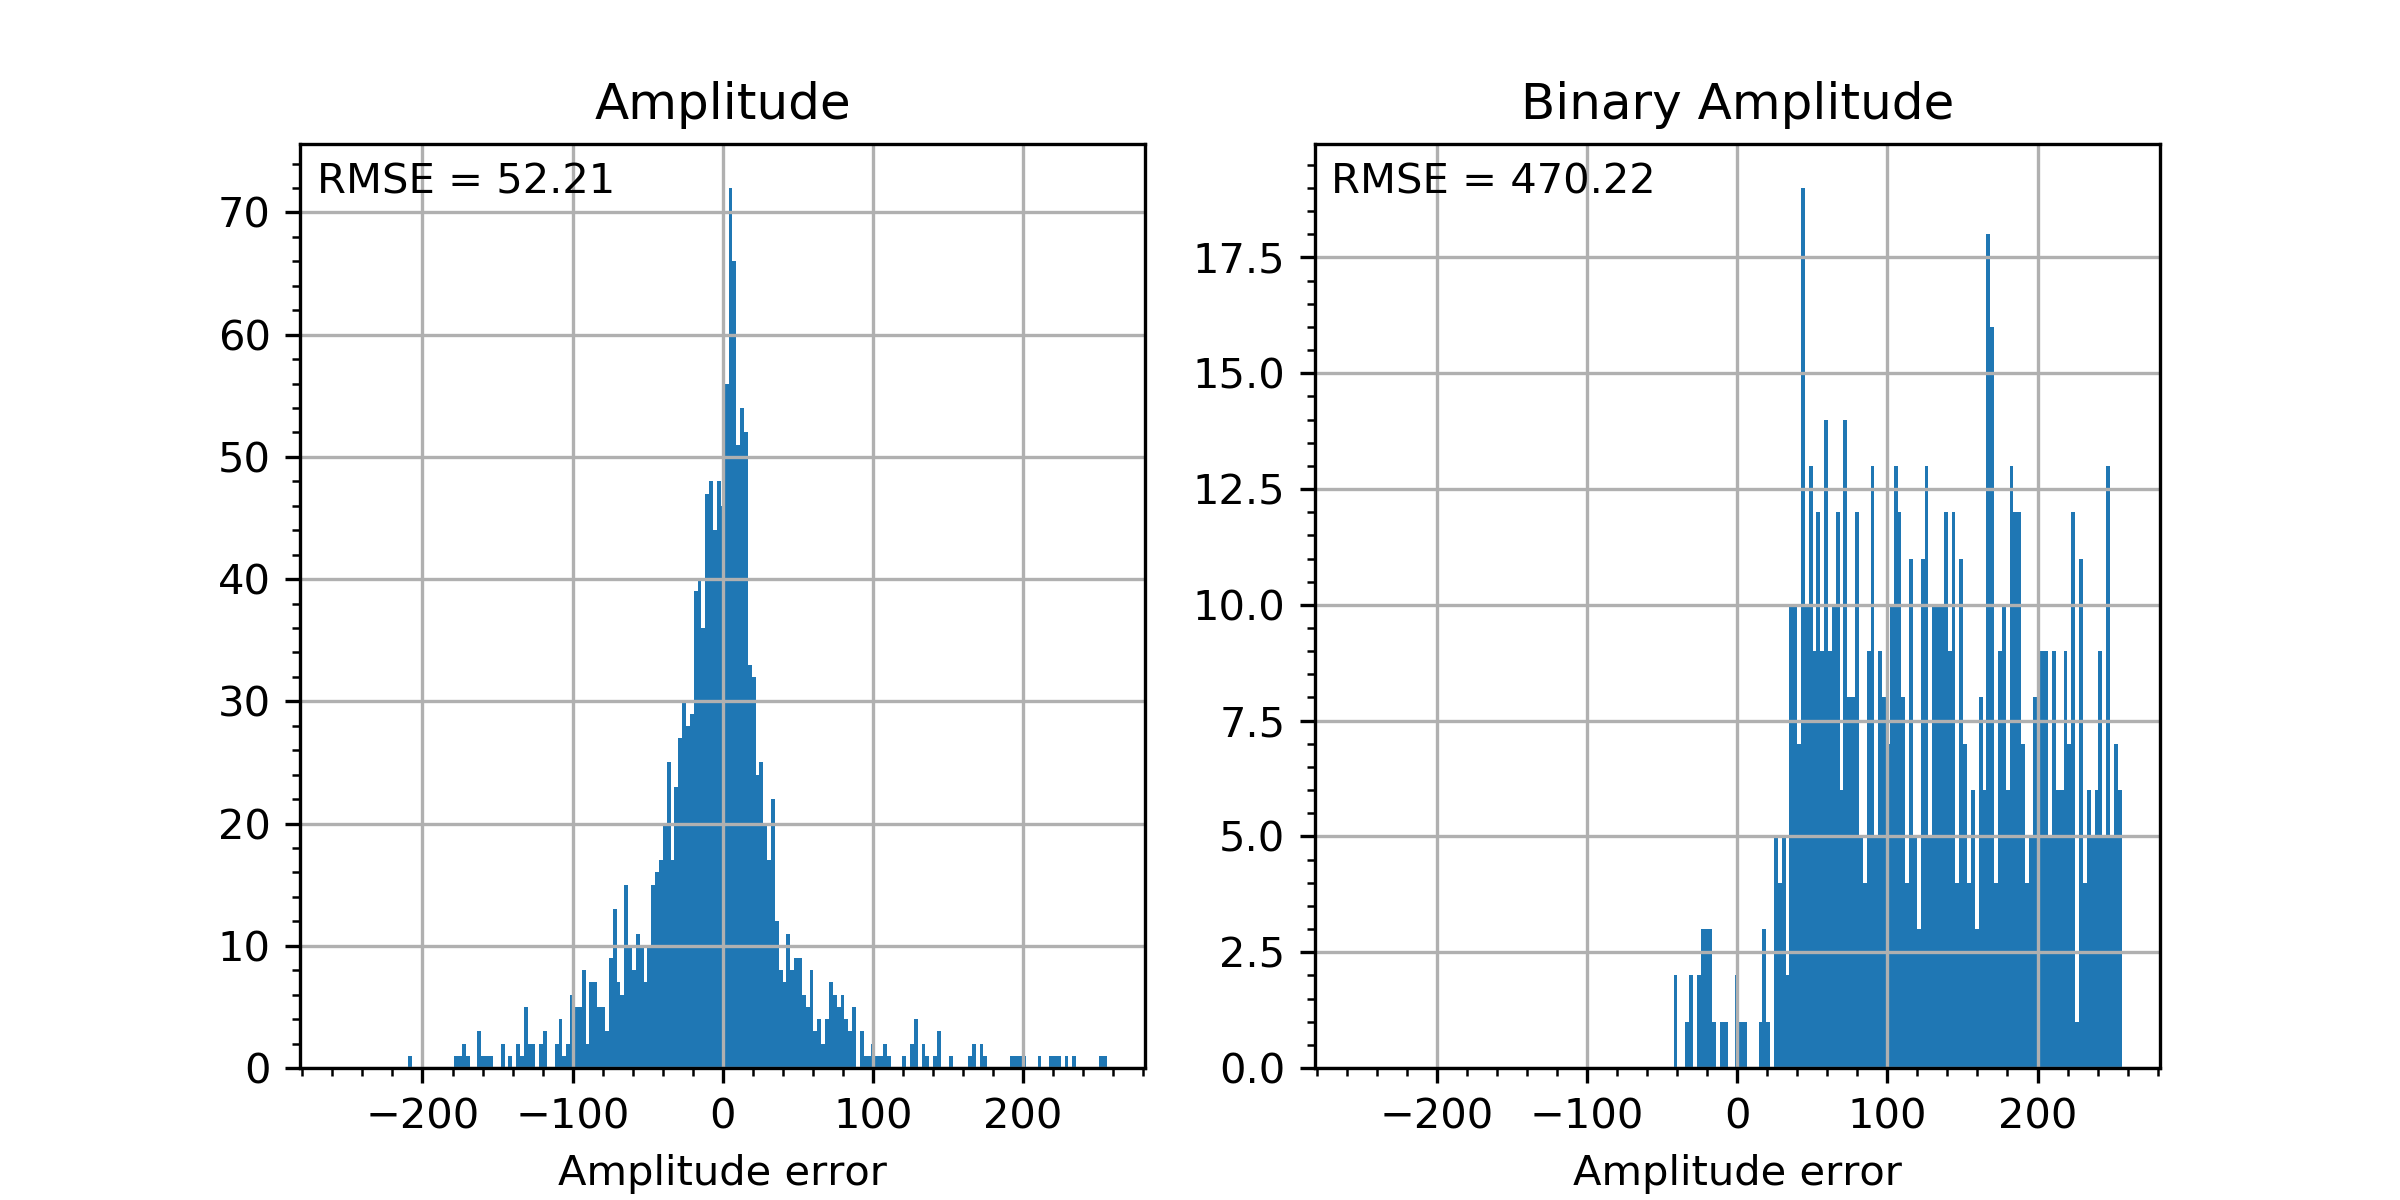 Amplitude
RMSE = 52.21
70
60
50
40
30
20
10
0
−200 −100 0 100 200
Amplitude error
Binary Amplitude
RMSE = 470.22
17.5
15.0
12.5
10.0
7.5
5.0
2.5
0.0
−200 −100 0 100 200
Amplitude error